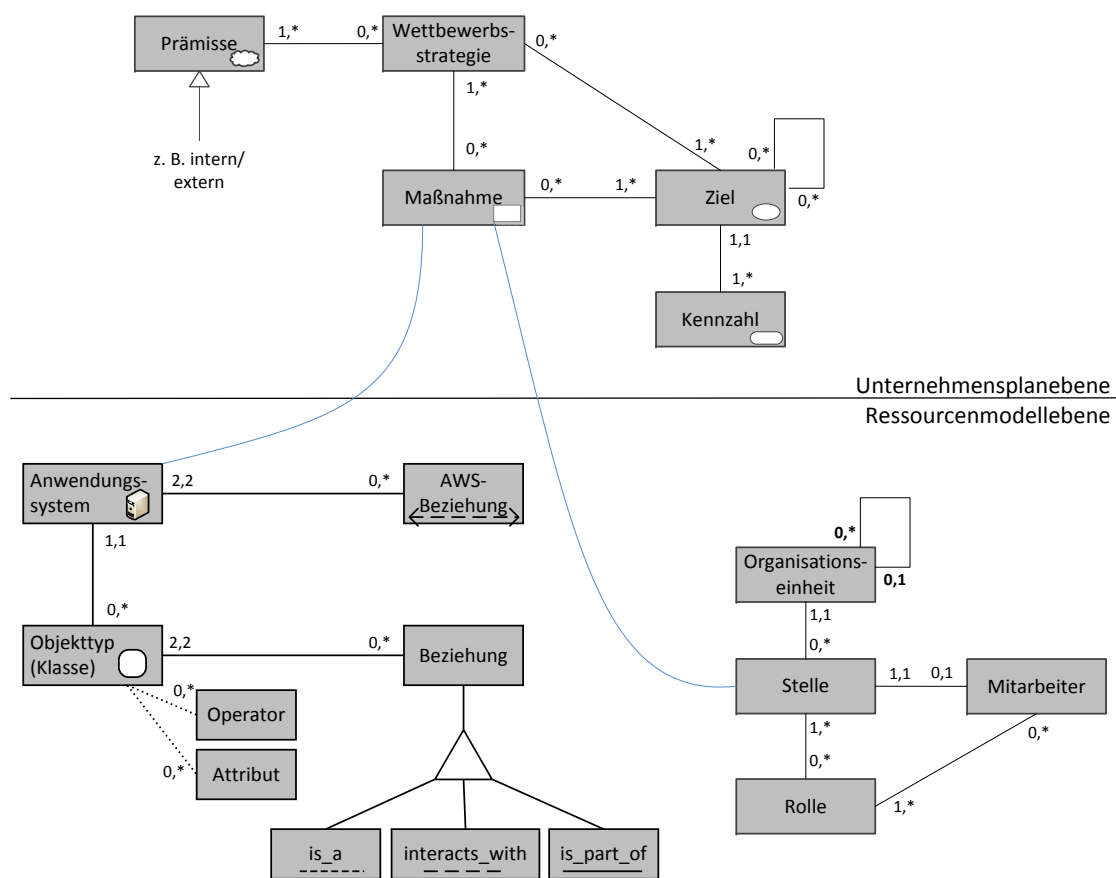 Prämisse
1,*
0,*
Wettbewerbs-
strategie
0,*
1,*
z. B. intern/
extern
0,*
1,*
0,*
Maßnahme
0,*
1,*
Ziel
0,*
1,1
1,*
Kennzahl
Unternehmensplanebene
Ressourcenmodellebene
Anwendungs-
system
2,2
0,*
AWS-
Beziehung
1,1
0,*
0,*
Organisations-
einheit
0,1
1,1
0,*
Objekttyp
(Klasse)
2,2
0,*
Beziehung
Stelle
1,1
0,1
Mitarbeiter
0,*
Operator
1,*
0,*
0,*
0,*
Attribut
Rolle
1,*
is_a
interacts_with
is_part_of